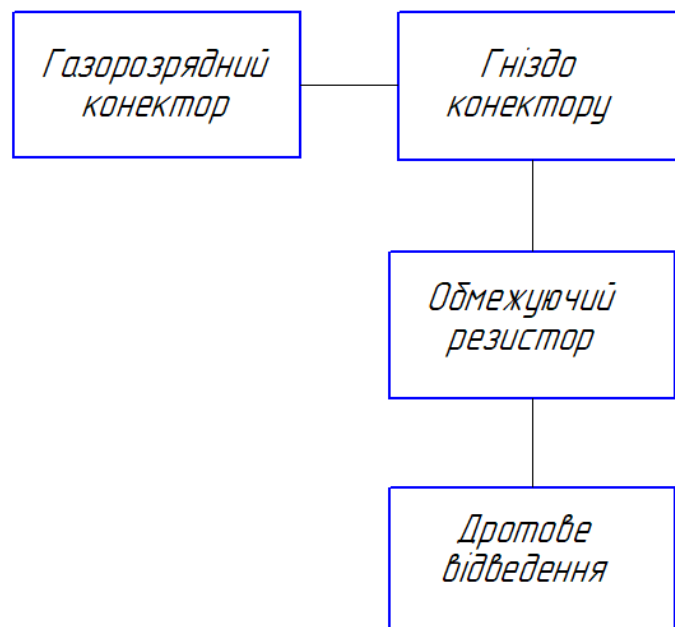 Газорозрядний
конектор
Гніздо
конектору
Обмежуючий
резистор
Дротове
відведення